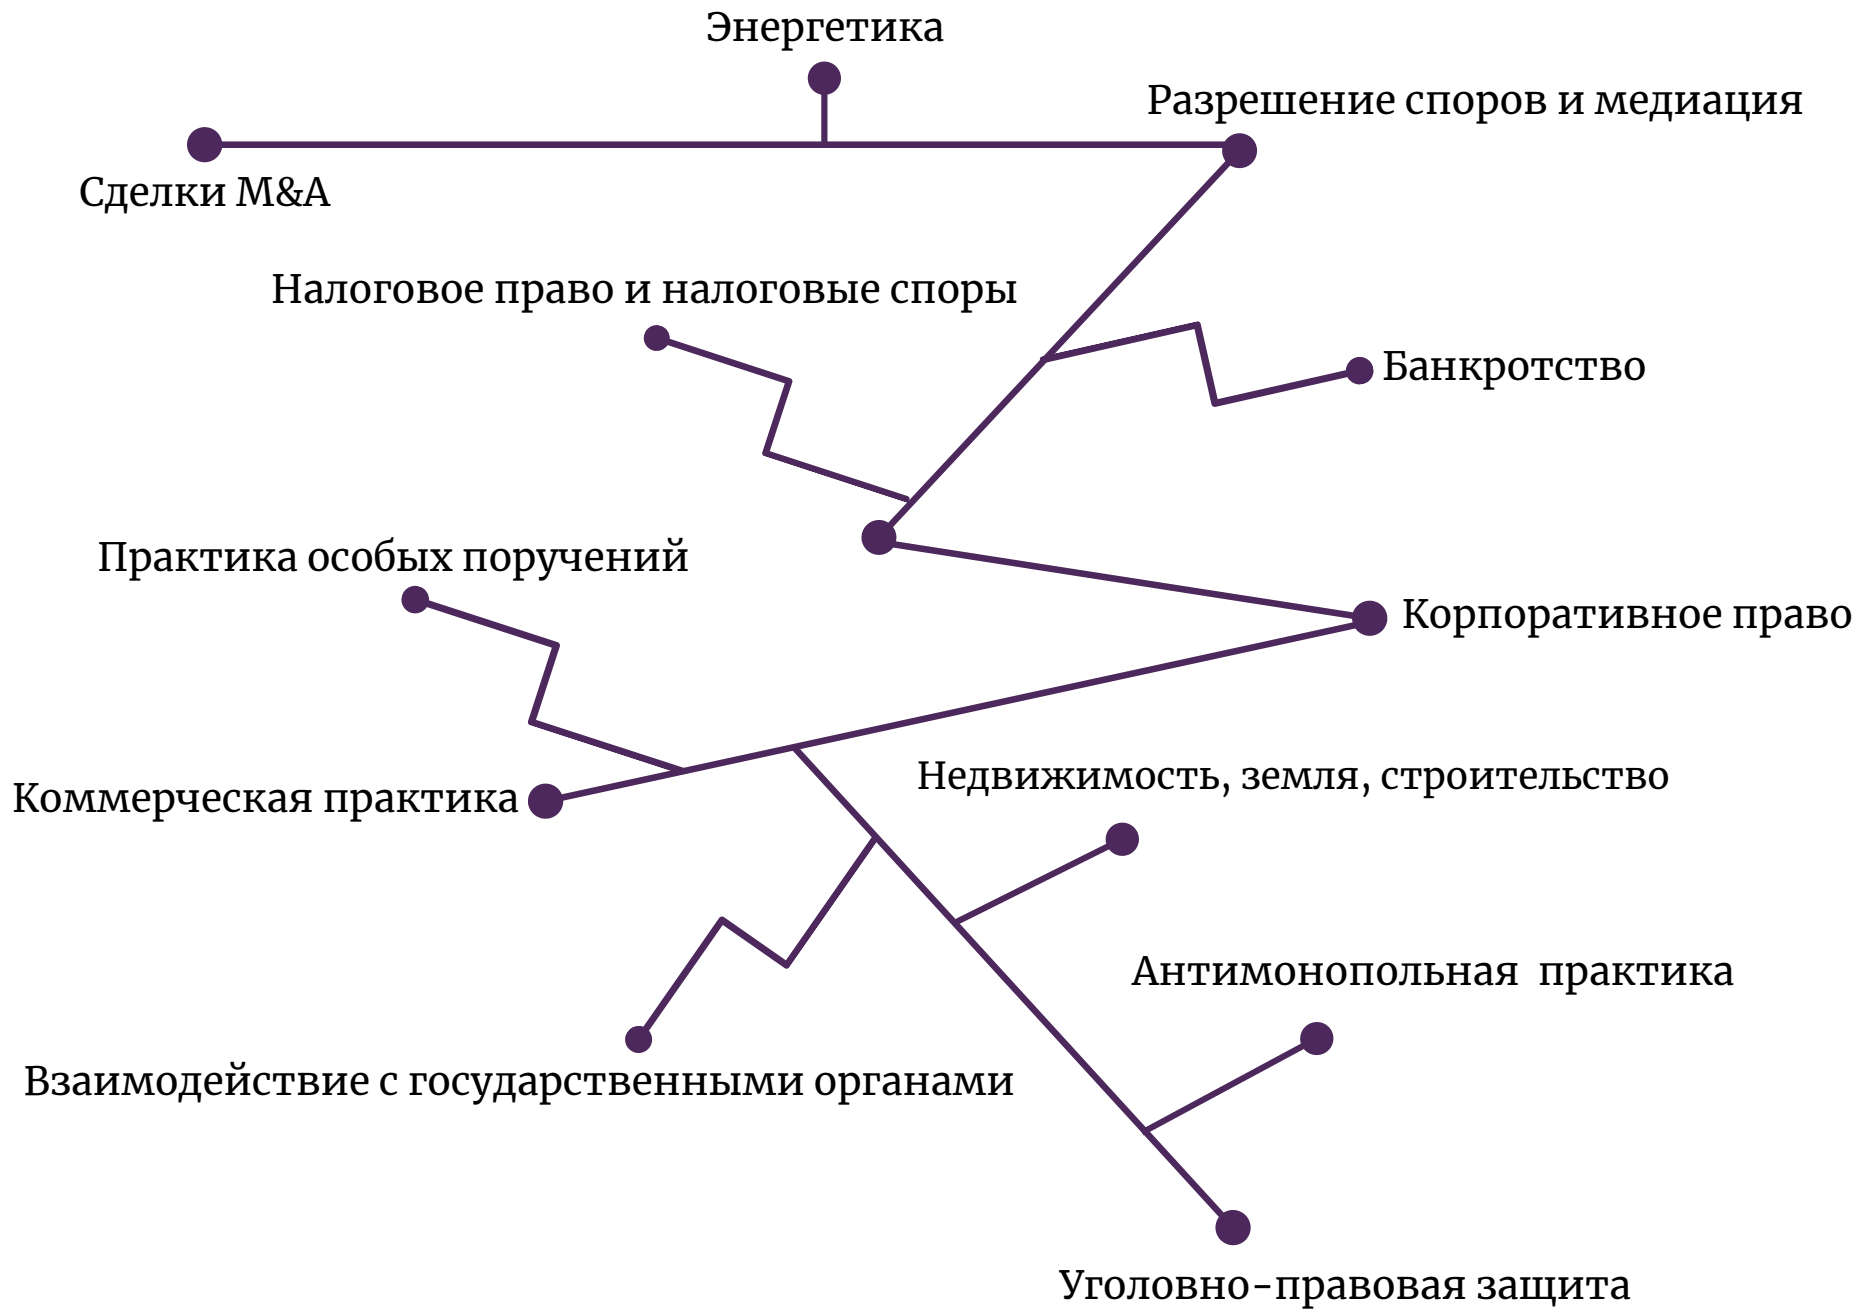 Энергетика
Разрешение споров и медиация
Сделки M&A
Налоговое право и налоговые споры
Банкротство
Практика особых поручений
Корпоративное право
Недвижимость, земля, строительство
Коммерческая практика
Антимонопольная практика
Взаимодействие с государственными органами
Уголовно-правовая защита